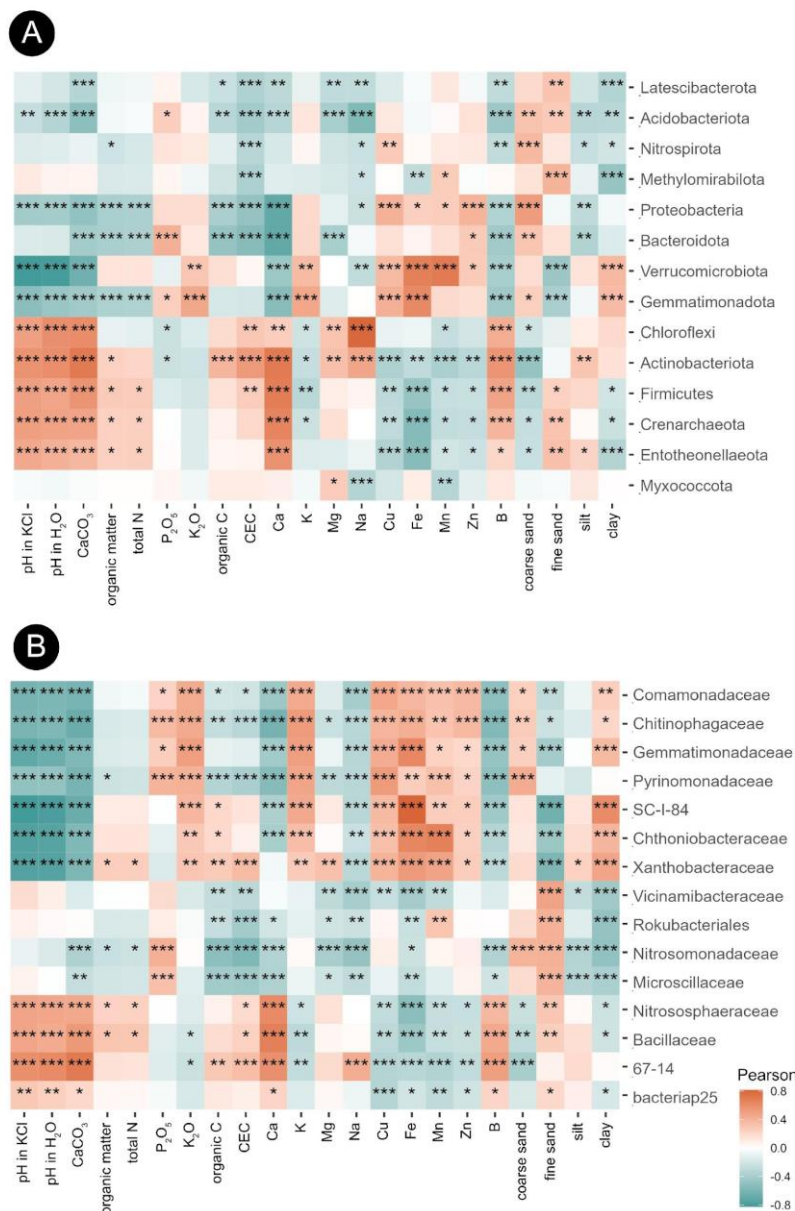 A
*** * *** ** ** ** ** ** *** Latescibacterota
** *** *** * ** *** *** *** *** *** ** ** ** ** Acidobacteriota
* *** * ** ** *** * * Nitrospirota
*** * ** * *** *** Methylomirabilota
*** *** *** *** *** *** *** *** * *** * * *** *** *** ** Proteobacteria
*** *** *** *** *** *** *** *** * *** ** ** Bacteroidota
*** *** *** ** *** *** ** *** *** *** * *** *** *** Verrucomicrobiota
*** *** *** *** *** * *** *** *** *** *** *** * *** *** Gemmatimonadota
*** *** *** * ** ** * ** *** * *** * Chloroflexi
*** *** *** * * * *** *** *** * ** *** *** ** *** ** *** *** ** Actinobacteriota
*** *** *** * * ** *** ** ** *** * * *** ** * * Firmicutes
*** *** *** * * *** * ** *** * * *** * ** * Crenarchaeota
*** *** *** * * *** *** *** * * * * ** * *** Entotheonellaeota
* *** ** Myxococcota
pH in KCl
pH in H₂O
CaCO₃
organic matter
total N
P₂O₅
K₂O
organic C
CEC
Ca
K
Mg
Na
Cu
Fe
Mn
Zn
B
coarse sand
fine sand
silt
clay
B
*** *** *** * *** * * *** *** *** *** *** *** *** *** * ** ** Comamonadaceae
*** *** *** *** *** ** *** *** *** * *** *** *** ** *** *** ** * * Chitinophagaceae
*** *** *** * *** *** *** *** *** *** * * *** * *** *** Gemmatimonadaceae
*** *** *** * *** *** *** *** *** *** ** *** *** ** *** * *** *** Pyrinomonadaceae
*** *** *** *** * *** *** *** *** *** ** * *** *** *** SC-I-84
*** *** *** ** * *** *** ** *** *** *** * *** *** *** Chthoniobacteraceae
*** *** *** * * ** ** *** ** ** *** *** *** *** * *** *** * *** Xanthobacteraceae
** ** ** *** ** *** ** *** * *** Vicinamibacteraceae
** *** * * ** ** ** *** *** Rokubacteriales
*** * * *** *** *** *** *** *** * *** *** *** *** *** Nitrosomonadaceae
** *** *** *** *** * ** ** * *** *** *** Microscillaceae
*** *** *** * * * *** * ** *** ** * *** * ** * Nitrososphaeraceae
*** *** *** * * * * *** ** ** *** ** * *** ** ** * Bacillaceae
*** *** *** * ** *** *** ** *** *** *** *** ** *** *** 67-14
** ** * * *** * ** * * * * bacteriap25
pH in KCl
pH in H₂O
CaCO₃
organic matter
total N
P₂O₅
K₂O
organic C
CEC
Ca
K
Mg
Na
Cu
Fe
Mn
Zn
B
coarse sand
fine sand
silt
clay
Pearson
0.8
0.4
0.0
-0.4
-0.8